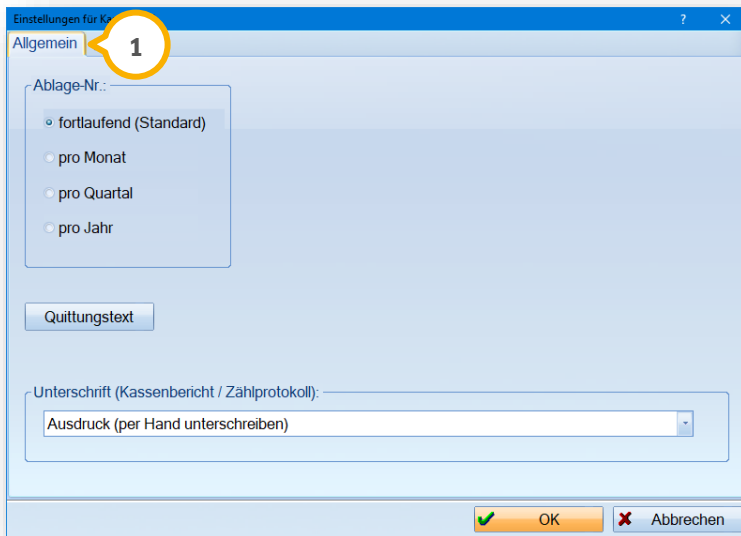 Einstellungen für
?
Allgemein
1
Ablage-Nr.:
fortlaufend (Standard)
pro Monat
pro Quartal
pro Jahr
Quittungstext
Unterschrift (Kassenbericht / Zählprotokoll):
Ausdruck (per Hand unterschreiben)
OK
Abbrechen